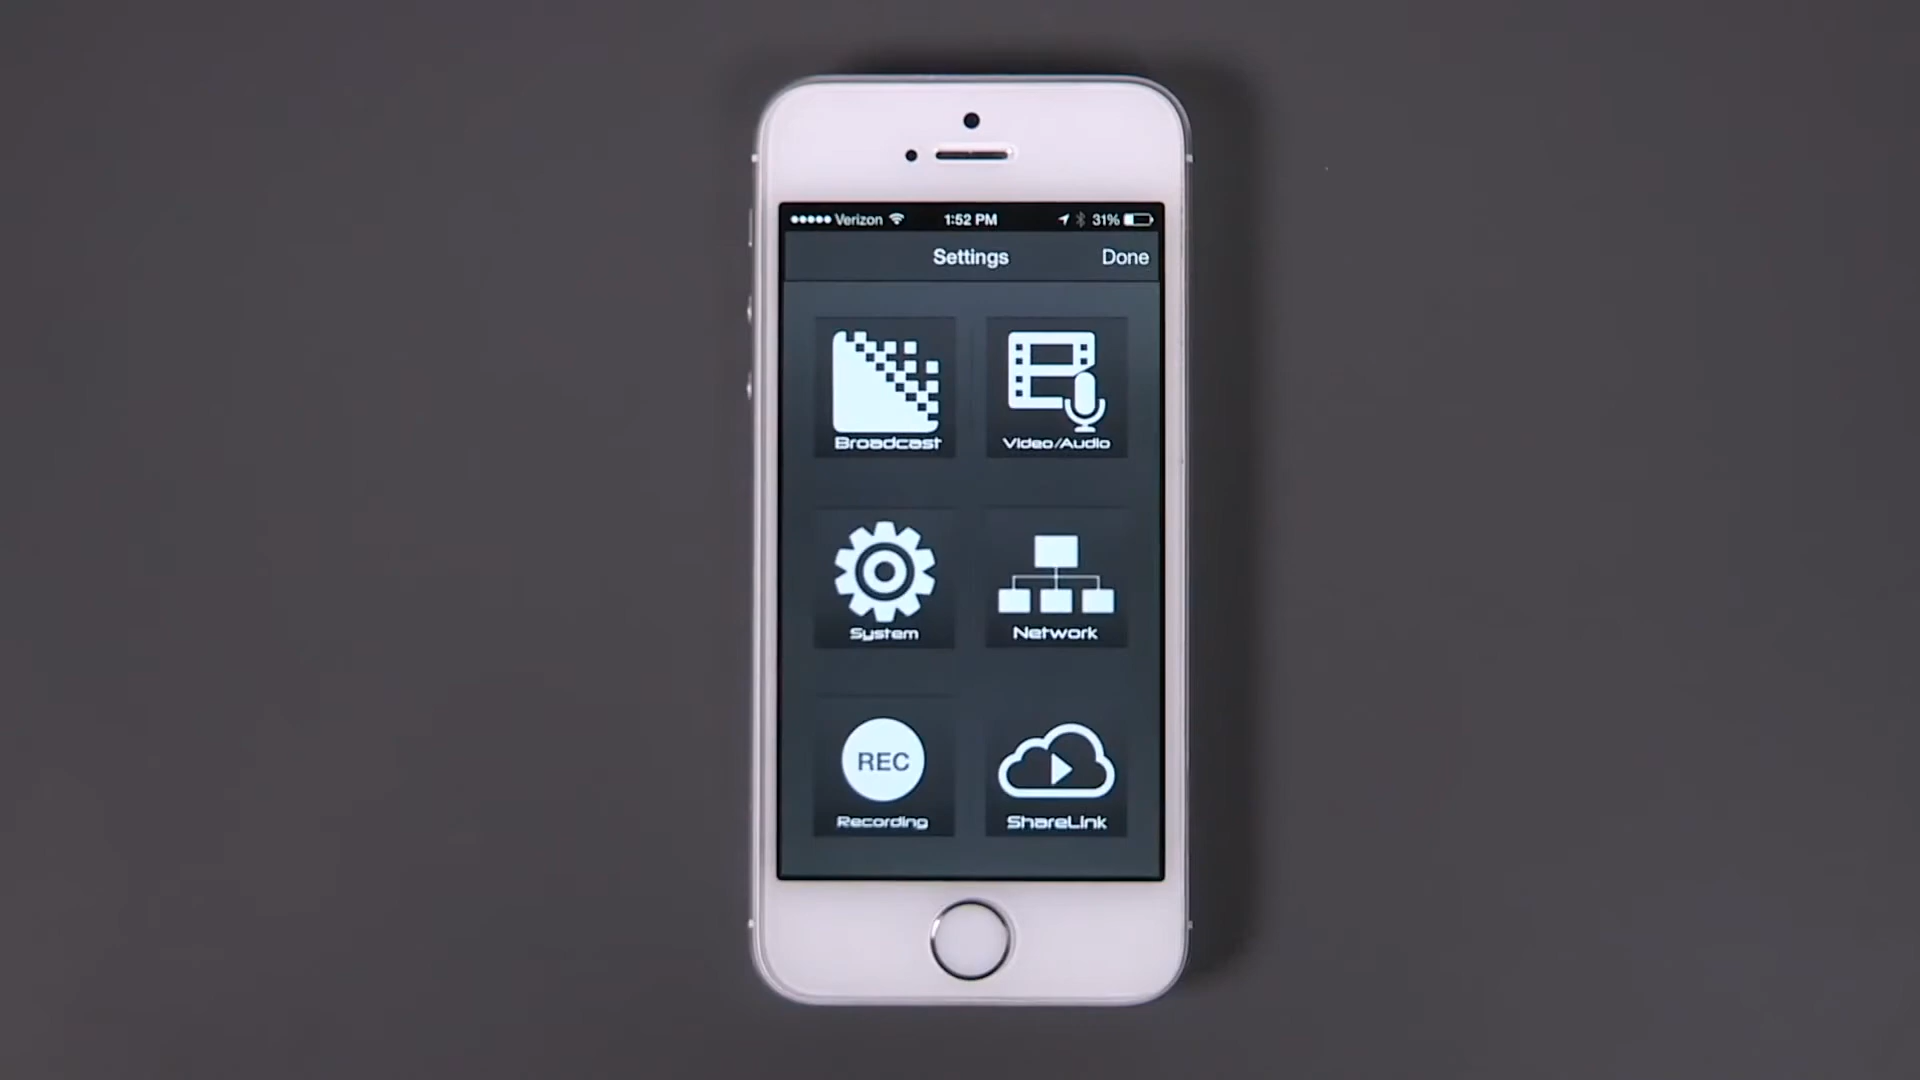 Verizon 1:52 PM 31%
Settings Done
Broadcast Video/Audio
System Network
REC
Recording ShareLink